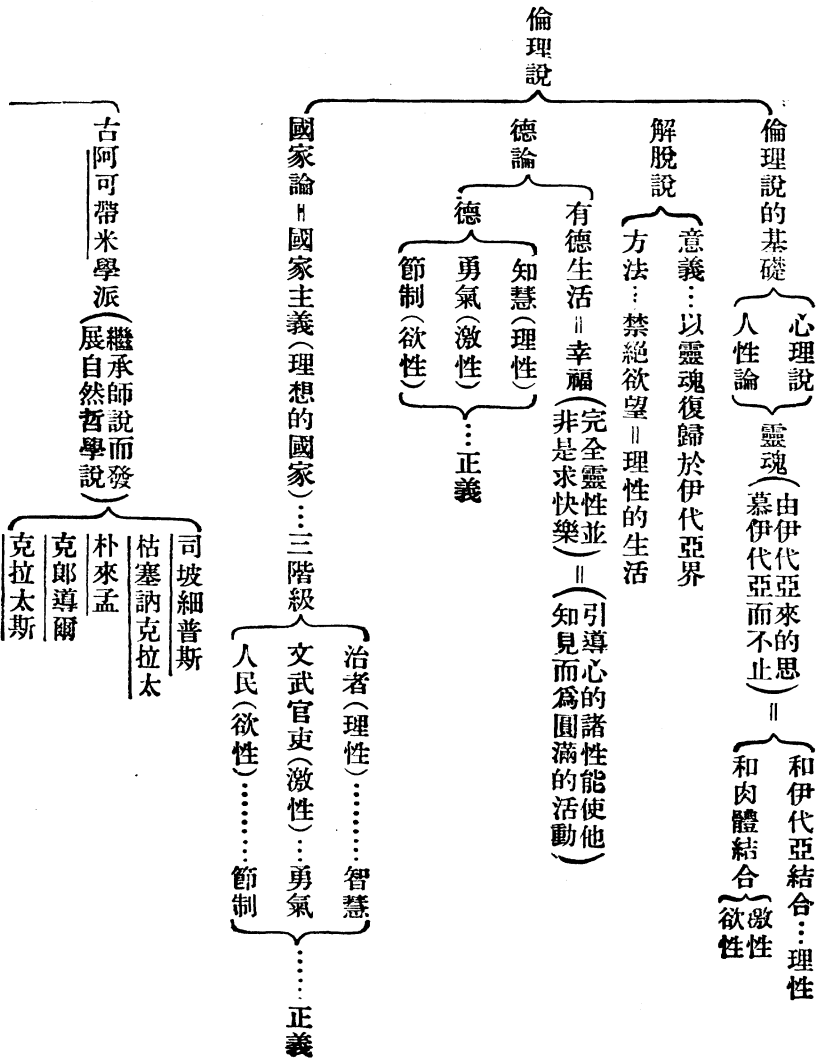 倫理說
倫理說的基礎
心理說
人性論
靈魂(由伊代亞來的思慕伊代亞而不止)=
和伊代亞結合…理性
和肉體結合
激性
欲性
解脫說
意義…以靈魂復歸於伊代亞界
方法…禁絕欲望=理性的生活
德論
有德生活=幸福(完全靈性並非是求快樂)=(引導心的諸性能使他知見而爲圓滿的活動)
德
知慧(理性)
勇氣(激性)
節制(欲性)
…正義
國家論=國家主義(理想的國家)…三階級
治者(理性)………智慧
文武官吏(激性)…勇氣
人民(欲性)………節制
……正義
古阿可帶米學派(繼承師說而發展自然哲學說)
司坡細普斯
枯塞訥克拉太
朴來孟
克郎導爾
克拉太斯